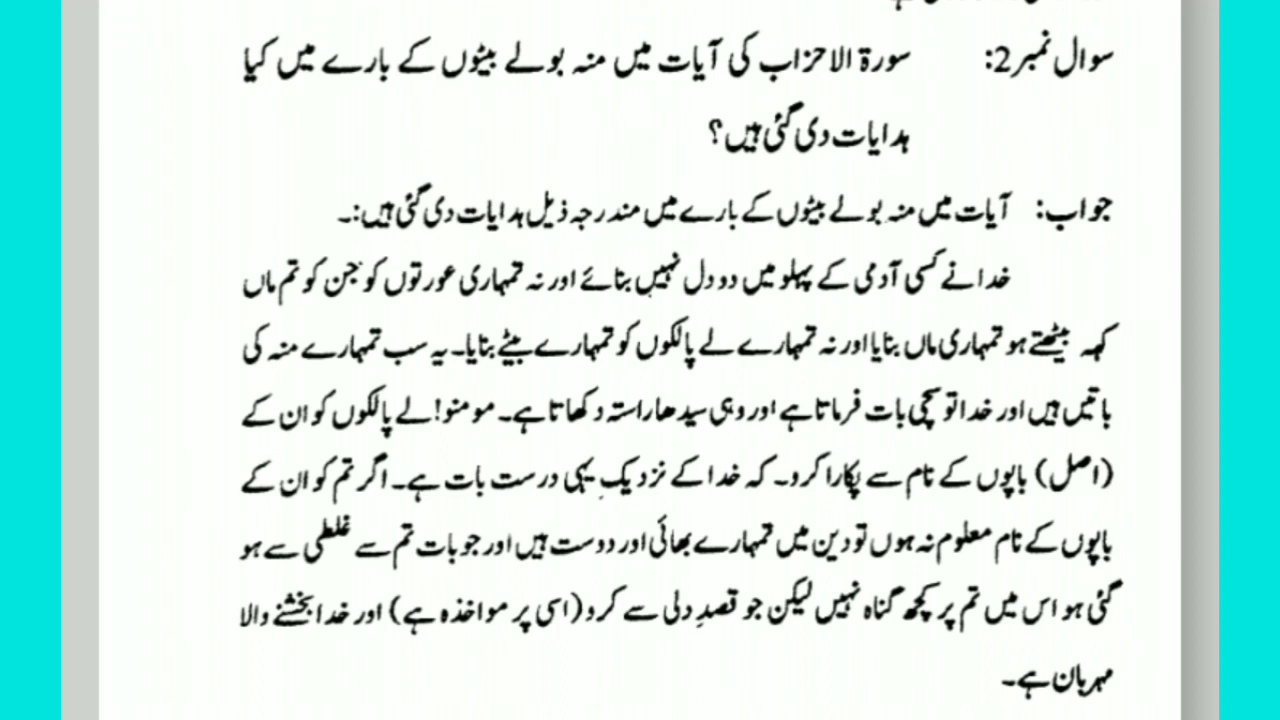 سوال نمبر2: سورۃ الاحزاب کی آیات میں منہ بولے بیٹوں کے بارے میں کیا
ہدایات دی گئی ہیں؟
جواب: آیات میں منہ بولے بیٹوں کے بارے میں مندرجہ ذیل ہدایات دی گئی ہیں:۔
خدا نے کسی آدمی کے پہلو میں دو دل نہیں بنائے اور نہ تمہاری عورتوں کو جن کو تم ماں
کہہ بیٹھتے ہو تمہاری ماں بنایا اور نہ تمہارے لے پالکوں کو تمہارے بیٹے بنایا۔ یہ سب تمہارے منہ کی
باتیں ہیں اور خدا تو سچی بات فرماتا ہے اور وہی سیدھا راستہ دکھاتا ہے۔ مومنو! لے پالکوں کو ان کے
(اصل) باپوں کے نام سے پکارا کرو۔ کہ خدا کے نزدیک یہی درست بات ہے۔ اگر تم کو ان کے
باپوں کے نام معلوم نہ ہوں تو دین میں تمہارے بھائی اور دوست ہیں اور جو بات تم سے غلطی سے ہو
گئی ہو اس میں تم پر کچھ گناہ نہیں لیکن جو قصدِ دلی سے کرو (اسی پر مواخذہ ہے) اور خدا بخشنے والا
مہربان ہے۔